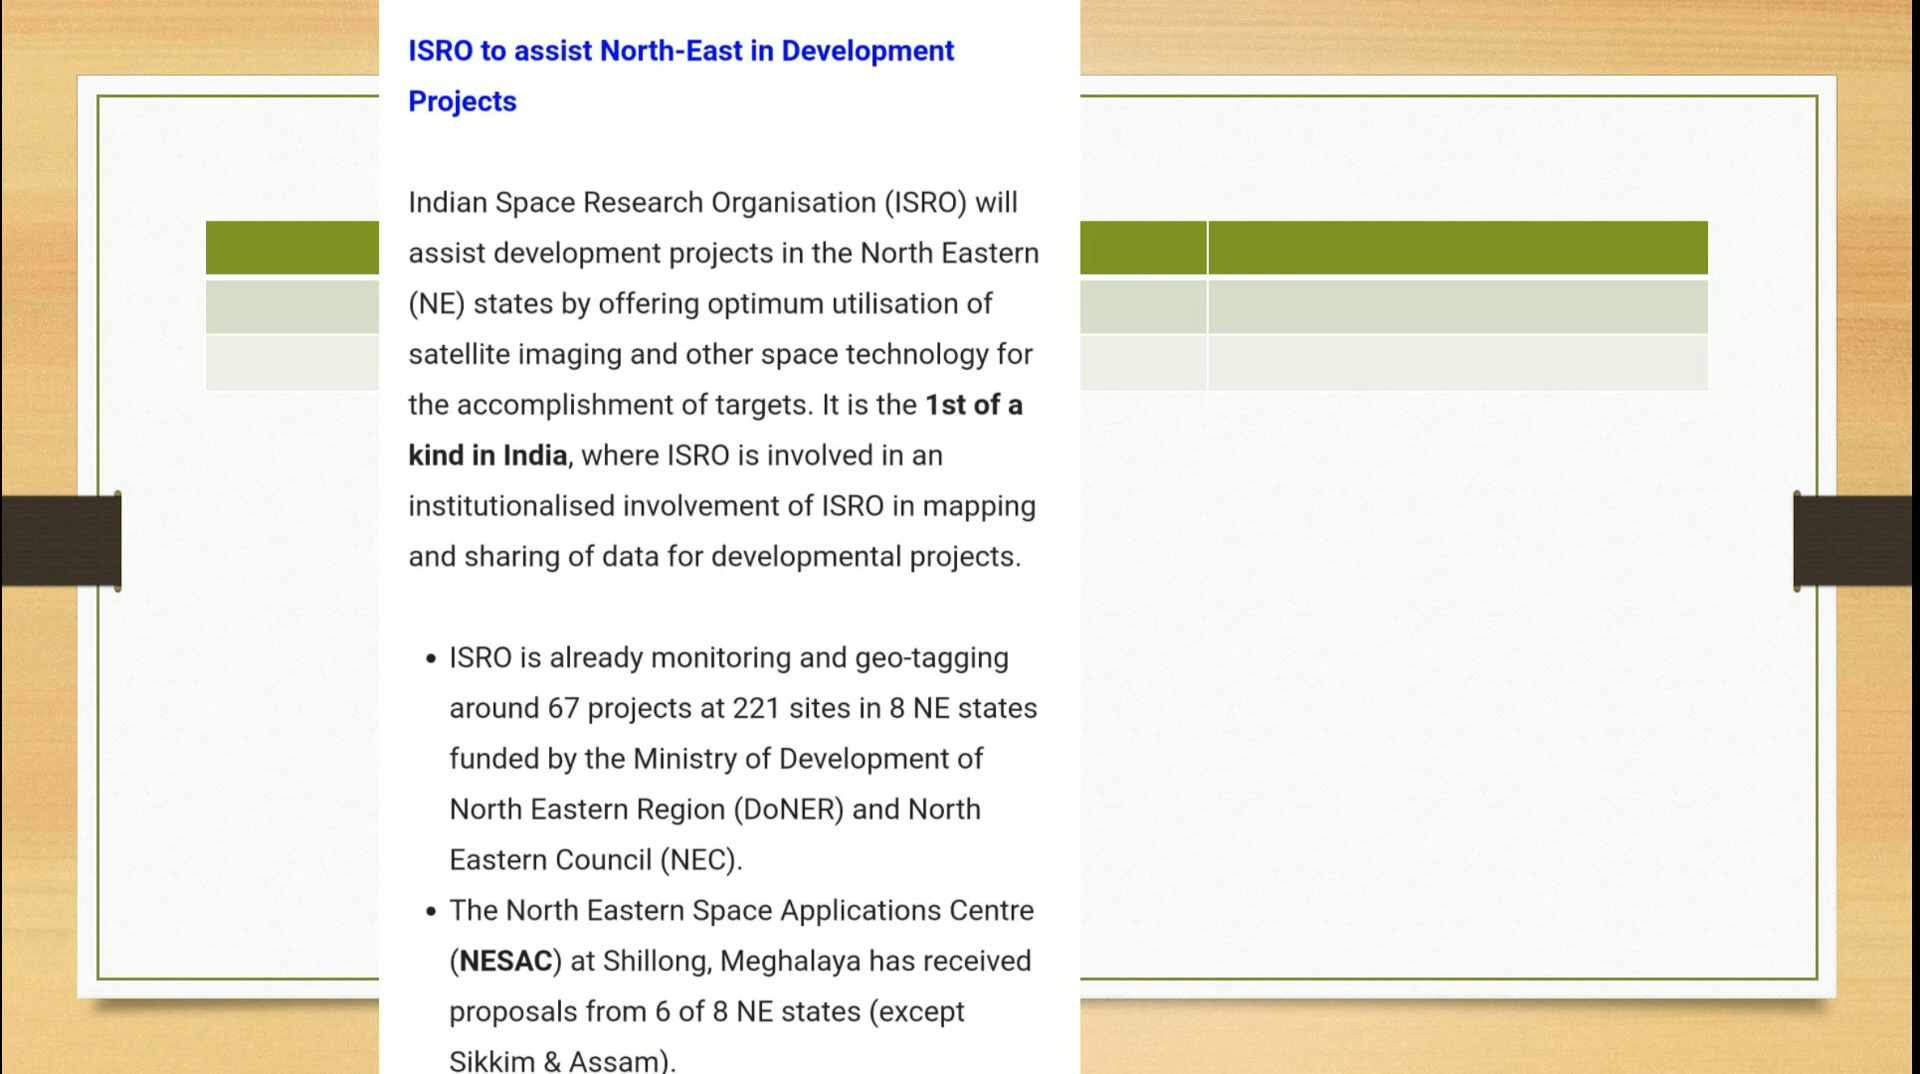 ISRO to assist North-East in Development
Projects
Indian Space Research Organisation (ISRO) will
assist development projects in the North Eastern
(NE) states by offering optimum utilisation of
satellite imaging and other space technology for
the accomplishment of targets. It is the 1st of a
kind in India, where ISRO is involved in an
institutionalised involvement of ISRO in mapping
and sharing of data for developmental projects.
• ISRO is already monitoring and geo-tagging
around 67 projects at 221 sites in 8 NE states
funded by the Ministry of Development of
North Eastern Region (DoNER) and North
Eastern Council (NEC).
• The North Eastern Space Applications Centre
(NESAC) at Shillong, Meghalaya has received
proposals from 6 of 8 NE states (except
Sikkim & Assam).